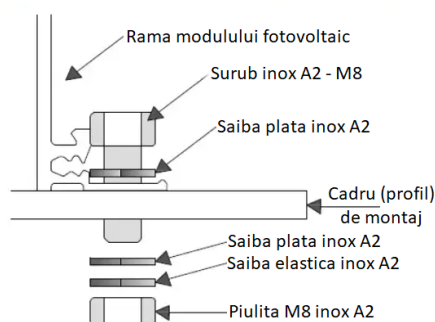 Rama modulului fotovoltaic
Surub inox A2 - M8
Saiba plata inox A2
Cadru (profil)
de montaj
Saiba plata inox A2
Saiba elastica inox A2
Piulita M8 inox A2